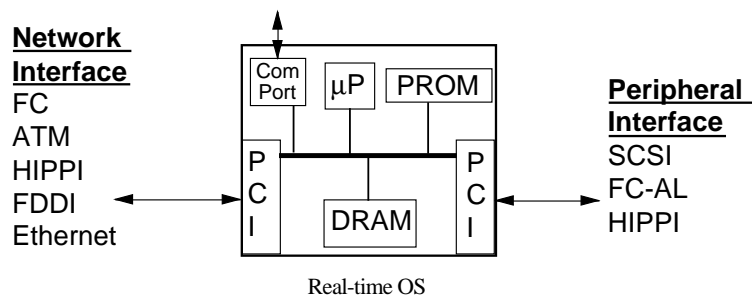 Network
Interface
FC
ATM
HIPPI
FDDI
Ethernet
Com
Port
µP
PROM
P
C
I
DRAM
P
C
I
Peripheral
Interface
SCSI
FC-AL
HIPPI
Real-time OS